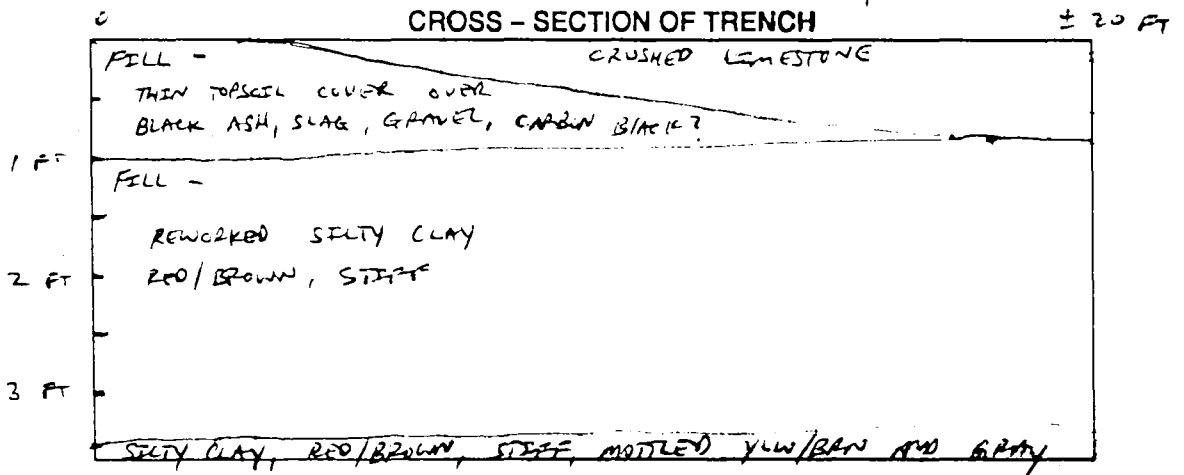 0 CROSS – SECTION OF TRENCH ± 20 FT
FILL – CRUSHED LIMESTONE
THIN TOPSOIL COVER OVER
BLACK ASH, SLAG, GRAVEL, CARBON BLACK?
1 FT
FILL –
REWORKED SILTY CLAY
2 FT RED/BROWN, STIFF
3 FT
SILTY CLAY, RED/BROWN, STIFF, MOTTLED YLW/BRN AND GRAY